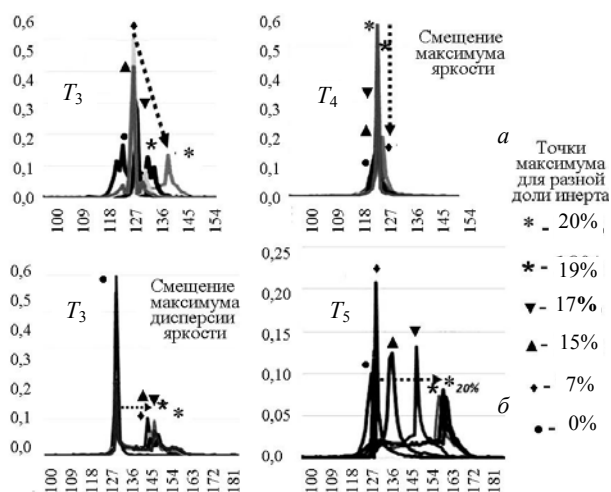 0,6
0,5
0,4
0,3
0,2
0,1
0,0
T3
100
109
118
127
136
145
154
0,6
0,5
0,4
0,3
0,2
0,1
0,0
T4
Смещение
максимума
яркости
100
109
118
127
136
145
154
а
Точки
максимума
для разной
доли инерта
* - 20%
* - 19%
▼ - 17%
▲ - 15%
♦ - 7%
● - 0%
0,6
0,5
0,4
0,3
0,2
0,1
0,0
T3
Смещение
максимума
дисперсии
яркости
100
109
118
127
136
145
154
163
172
181
0,25
0,20
0,15
0,10
0,05
0,00
T5
20%
100
109
118
127
136
145
154
163
172
181
б